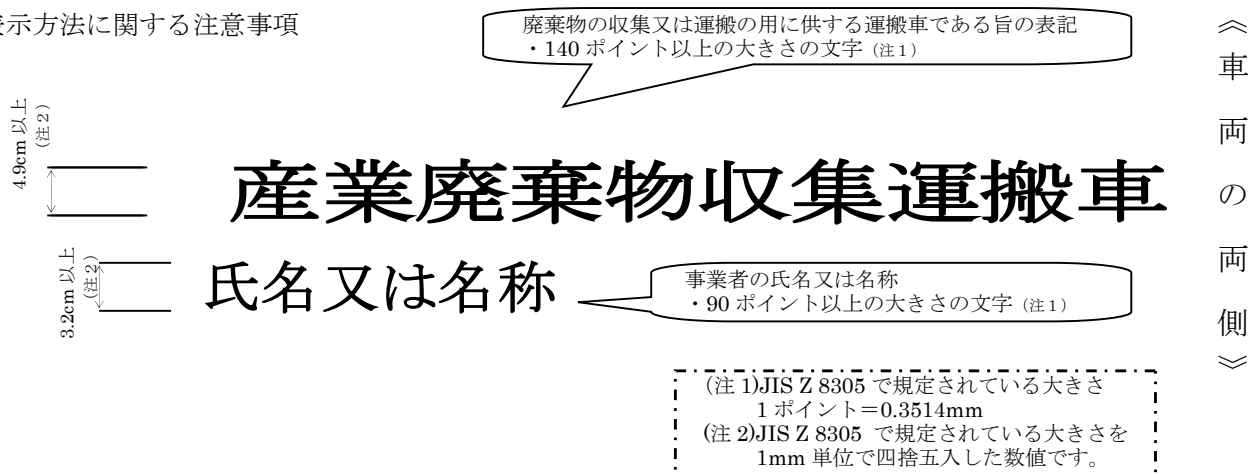 示方法に関する注意事項
廃棄物の収集又は運搬の用に供する運搬車である旨の表記
・140 ポイント以上の大きさの文字（注１）
4.9cm 以上
（注２）
産業廃棄物収集運搬車
3.2cm 以上
（注２）
氏名又は名称
事業者の氏名又は名称
・90 ポイント以上の大きさの文字（注１）
《車両の両側》
(注 1)JIS Z 8305 で規定されている大きさ
1 ポイント＝0.3514mm
(注 2)JIS Z 8305 で規定されている大きさを
1mm 単位で四捨五入した数値です。